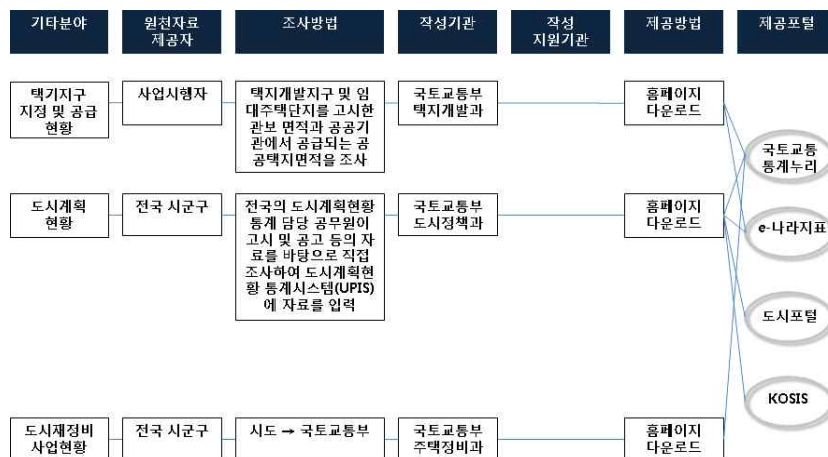 기타분야
원천자료
제공자
조사방법
작성기관
작성
지원기관
제공방법
제공포털
택기지구
지정 및 공급
현황
사업시행자
택지개발지구 및 임
대주택단지를 고시한
관보 면적과 공공기
관에서 공급되는 공
공택지면적을 조사
국토교통부
택지개발과
홈페이지
다운로드
도시계획
현황
전국 시군구
전국의 도시계획현황
통계 담당 공무원이
고시 및 공고 등의 자
료를 바탕으로 직접
조사하여 도시계획현
황 통계시스템(UPIS)
에 자료를 입력
국토교통부
도시정책과
홈페이지
다운로드
도시재정비
사업현황
전국 시군구
시도 → 국토교통부
국토교통부
주택정비과
홈페이지
다운로드
국토교통
통계누리
e-나라지표
도시포털
KOSIS